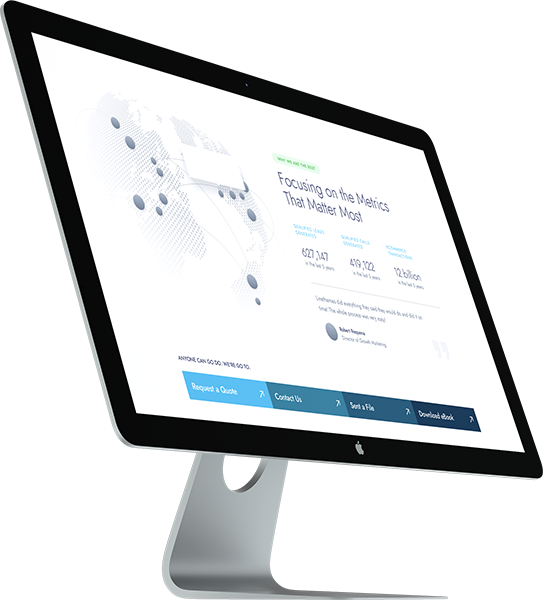 WHY WE ARE THE BEST
Focusing on the Metrics
That Matter Most
QUALIFIED LEADS
GENERATED
QUALIFIED CALLS
GENERATED
ECOMMERCE
TRANSACTIONS
627,147
in the last 5 years
419,122
in the last 5 years
12 billion
in the last 5 years
Lineframes did everything they said they would do and did it on
time! The whole process was very easy!
Robert Requena
Director of Growth Marketing
ANYONE CAN GO DO. WE'RE GO TO.
Request a Quote
Contact Us
Sent a File
Download eBook